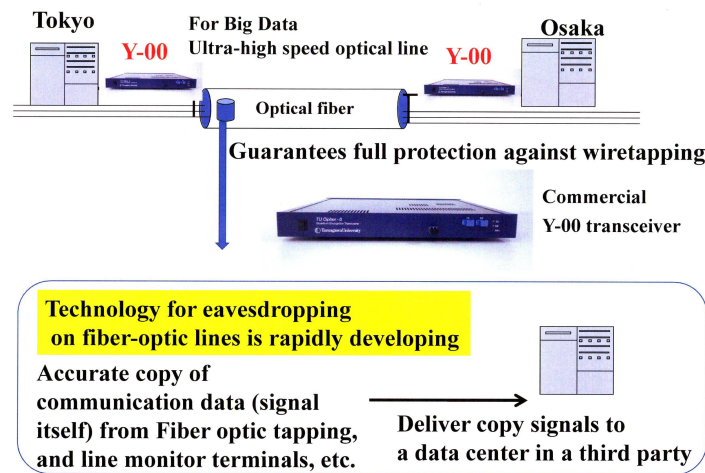 Tokyo
For Big Data
Osaka
Y-00
Ultra-high speed optical line
Y-00
Optical fiber
Guarantees full protection against wiretapping
Commercial
Y-00 transceiver
Tamagawa University
Technology for eavesdropping
on fiber-optic lines is rapidly developing
Accurate copy of
communication data (signal
itself) from Fiber optic tapping,
and line monitor terminals, etc.
Deliver copy signals to
a data center in a third party